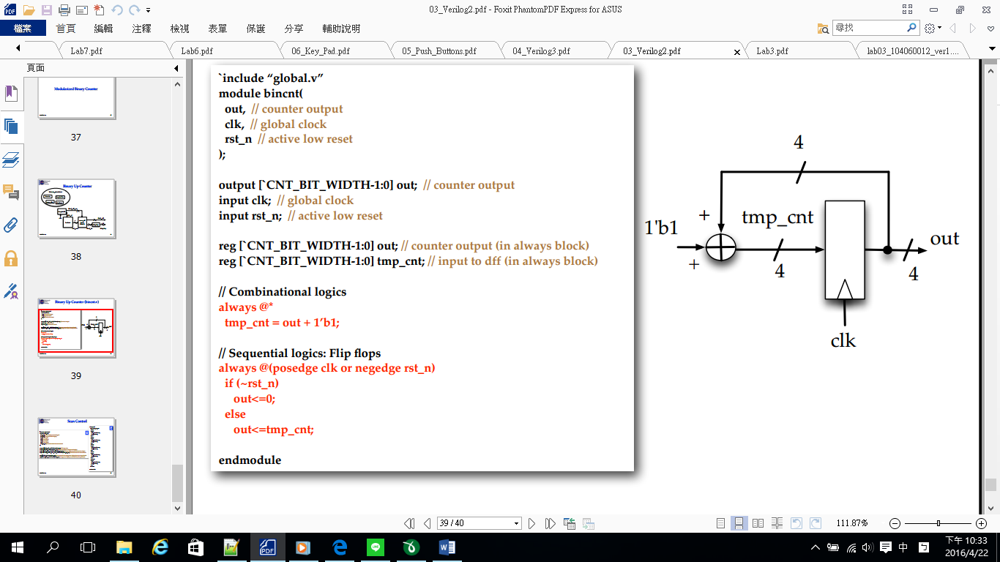 03_Verilog2.pdf - Foxit PhantomPDF Express for ASUS
檔案 首頁 編輯 注釋 檢視 表單 保護 分享 輔助說明 尋找
Lab7.pdf Lab6.pdf 06_Key_Pad.pdf 05_Push_Buttons.pdf 04_Verilog3.pdf 03_Verilog2.pdf Lab3.pdf lab03_104060012_ver1....
頁面
Modularized Binary Counter
37
Binary Up Counter
38
Binary Up Counter (bincnt.v)
39
Scan Control
40
`include “global.v”
module bincnt(
out, // counter output
clk, // global clock
rst_n // active low reset
);
output [`CNT_BIT_WIDTH-1:0] out; // counter output
input clk; // global clock
input rst_n; // active low reset
reg [`CNT_BIT_WIDTH-1:0] out; // counter output (in always block)
reg [`CNT_BIT_WIDTH-1:0] tmp_cnt; // input to dff (in always block)
// Combinational logics
always @*
tmp_cnt = out + 1’b1;
// Sequential logics: Flip flops
always @(posedge clk or negedge rst_n)
if (~rst_n)
out<=0;
else
out<=tmp_cnt;
endmodule
4
1'b1
+
+
tmp_cnt
4
out
4
clk
39 / 40
111.87%
PDF
中
下午 10:33
2016/4/22